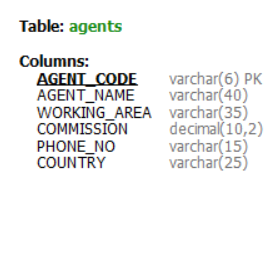 Table: agents
Columns:
AGENT_CODE varchar(6) PK
AGENT_NAME varchar(40)
WORKING_AREA varchar(35)
COMMISSION decimal(10,2)
PHONE_NO varchar(15)
COUNTRY varchar(25)